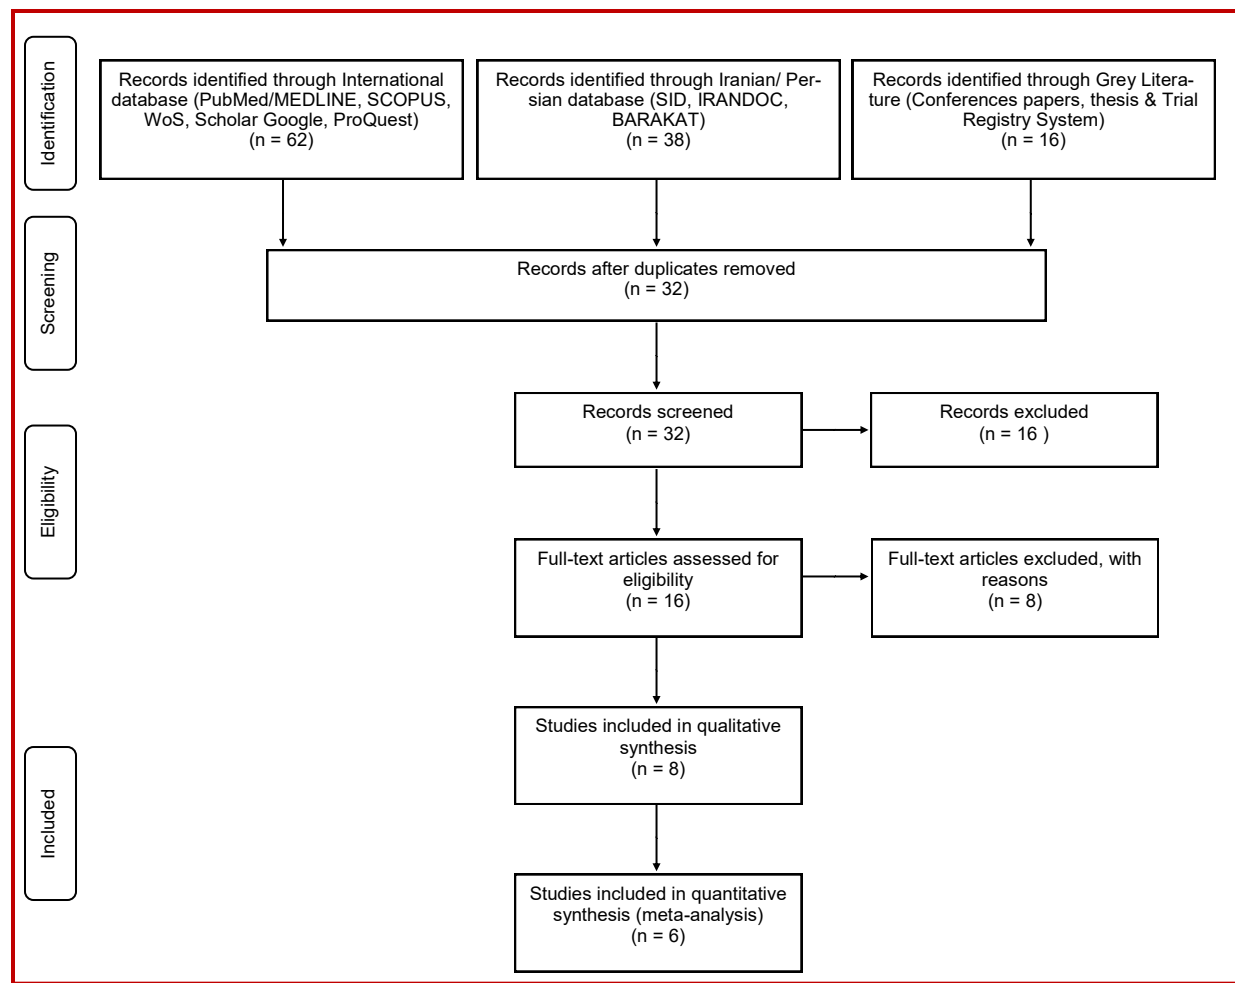 Identification
Records identified through International
database (PubMed/MEDLINE, SCOPUS,
WoS, Scholar Google, ProQuest)
(n = 62)
Records identified through Iranian/ Per-
sian database (SID, IRANDOC,
BARAKAT)
(n = 38)
Records identified through Grey Litera-
ture (Conferences papers, thesis & Trial
Registry System)
(n = 16)
Screening
Records after duplicates removed
(n = 32)
Records screened
(n = 32)
Records excluded
(n = 16 )
Eligibility
Full-text articles assessed for
eligibility
(n = 16)
Full-text articles excluded, with
reasons
(n = 8)
Studies included in qualitative
synthesis
(n = 8)
Included
Studies included in quantitative
synthesis (meta-analysis)
(n = 6)